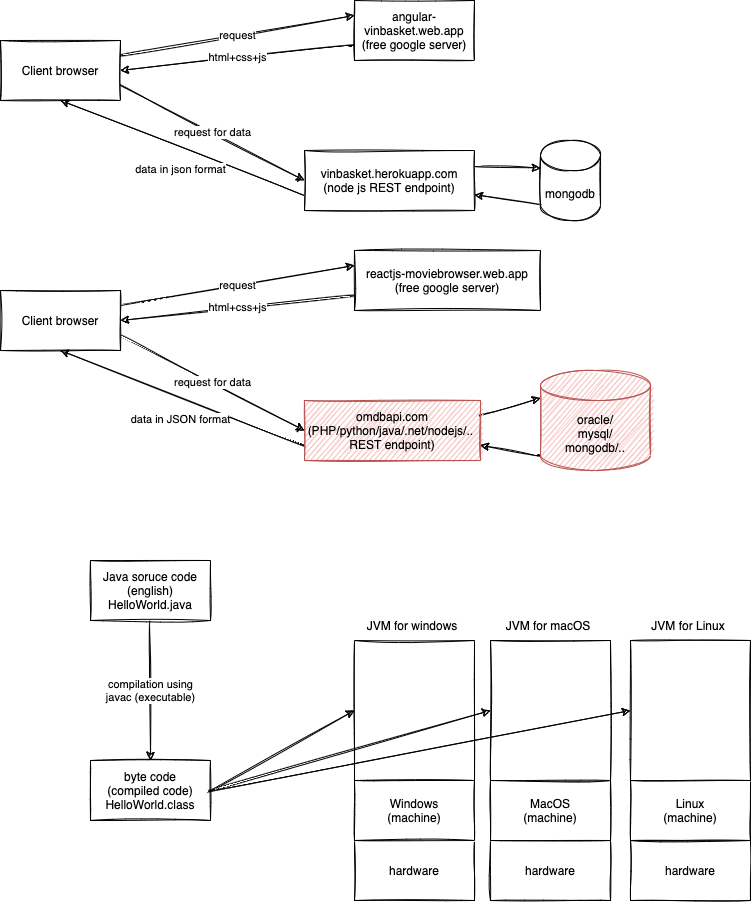 angular-
vinbasket.web.app
(free google server)
request
html+css+js
Client browser
request for data
data in json format
vinbasket.herokuapp.com
(node js REST endpoint)
mongodb
reactjs-moviebrowser.web.app
(free google server)
request
html+css+js
Client browser
request for data
data in JSON format
omdbapi.com
(PHP/python/java/.net/nodejs/..
REST endpoint)
oracle/
mysql/
mongodb/..
Java soruce code
(english)
HelloWorld.java
compilation using
javac (executable)
byte code
(compiled code)
HelloWorld.class
JVM for windows
JVM for macOS
JVM for Linux
Windows
(machine)
MacOS
(machine)
Linux
(machine)
hardware
hardware
hardware